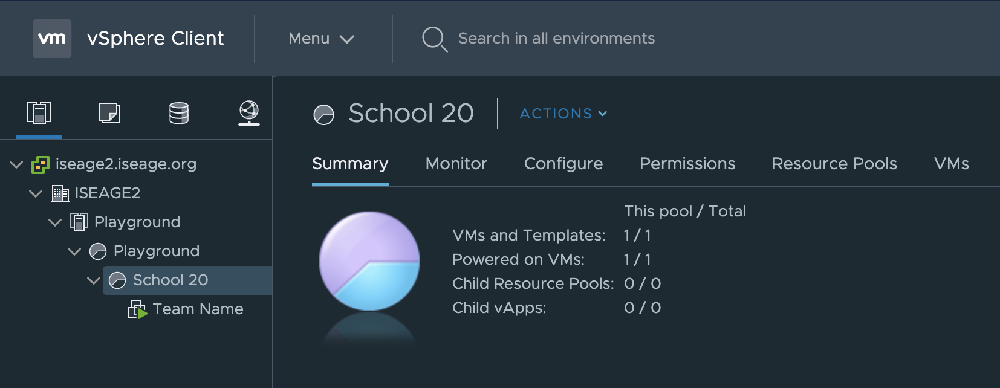 vm vSphere Client Menu Search in all environments
School 20 ACTIONS
Summary Monitor Configure Permissions Resource Pools VMs
iseage2.iseage.org
ISEAGE2
Playground
Playground
School 20
Team Name
This pool / Total
VMs and Templates: 1 / 1
Powered on VMs: 1 / 1
Child Resource Pools: 0 / 0
Child vApps: 0 / 0